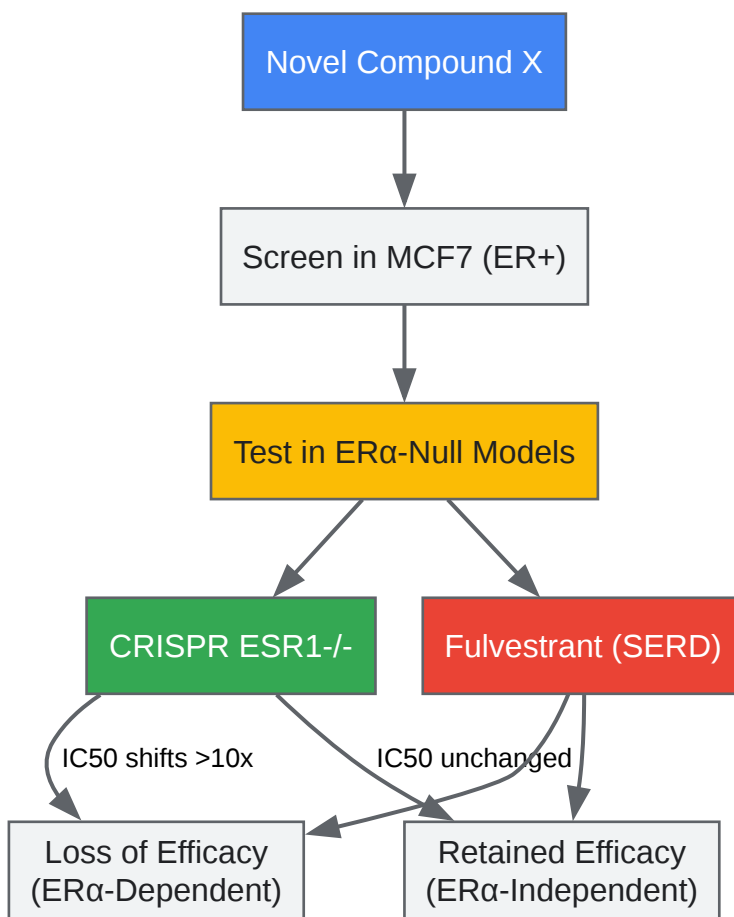 Novel Compound X
Screen in MCF7 (ER+)
Test in ERα-Null Models
CRISPR ESR1-/-
Fulvestrant (SERD)
IC50 shifts >10x
IC50 unchanged
Loss of Efficacy
(ERα-Dependent)
Retained Efficacy
(ERα-Independent)